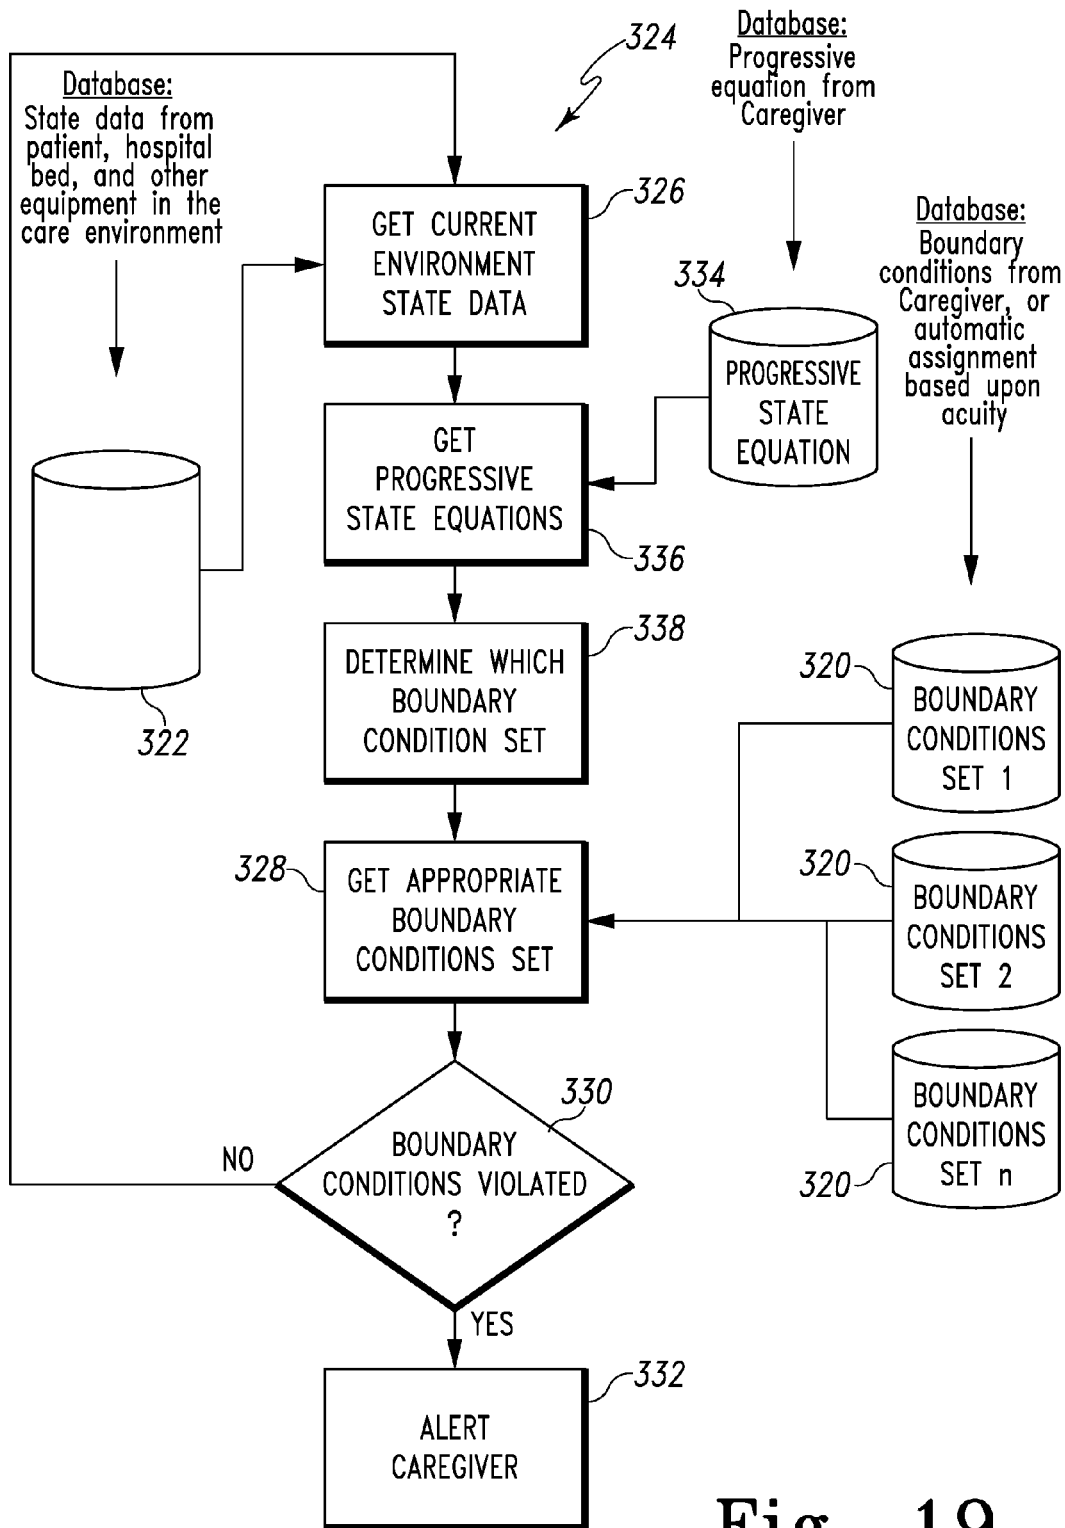 324
Database:
Progressive
equation from
Caregiver
Database:
State data from
patient, hospital
bed, and other
equipment in the
care environment
326
GET CURRENT
ENVIRONMENT
STATE DATA
Database:
Boundary
conditions from
Caregiver, or
automatic
assignment
based upon
acuity
334
PROGRESSIVE
STATE
EQUATION
GET
PROGRESSIVE
STATE EQUATIONS
336
322
338
DETERMINE WHICH
BOUNDARY
CONDITION SET
320
BOUNDARY
CONDITIONS
SET 1
328
GET APPROPRIATE
BOUNDARY
CONDITIONS SET
320
BOUNDARY
CONDITIONS
SET 2
330
BOUNDARY
CONDITIONS VIOLATED
?
NO
YES
320
BOUNDARY
CONDITIONS
SET n
332
ALERT
CAREGIVER
Fig. 19